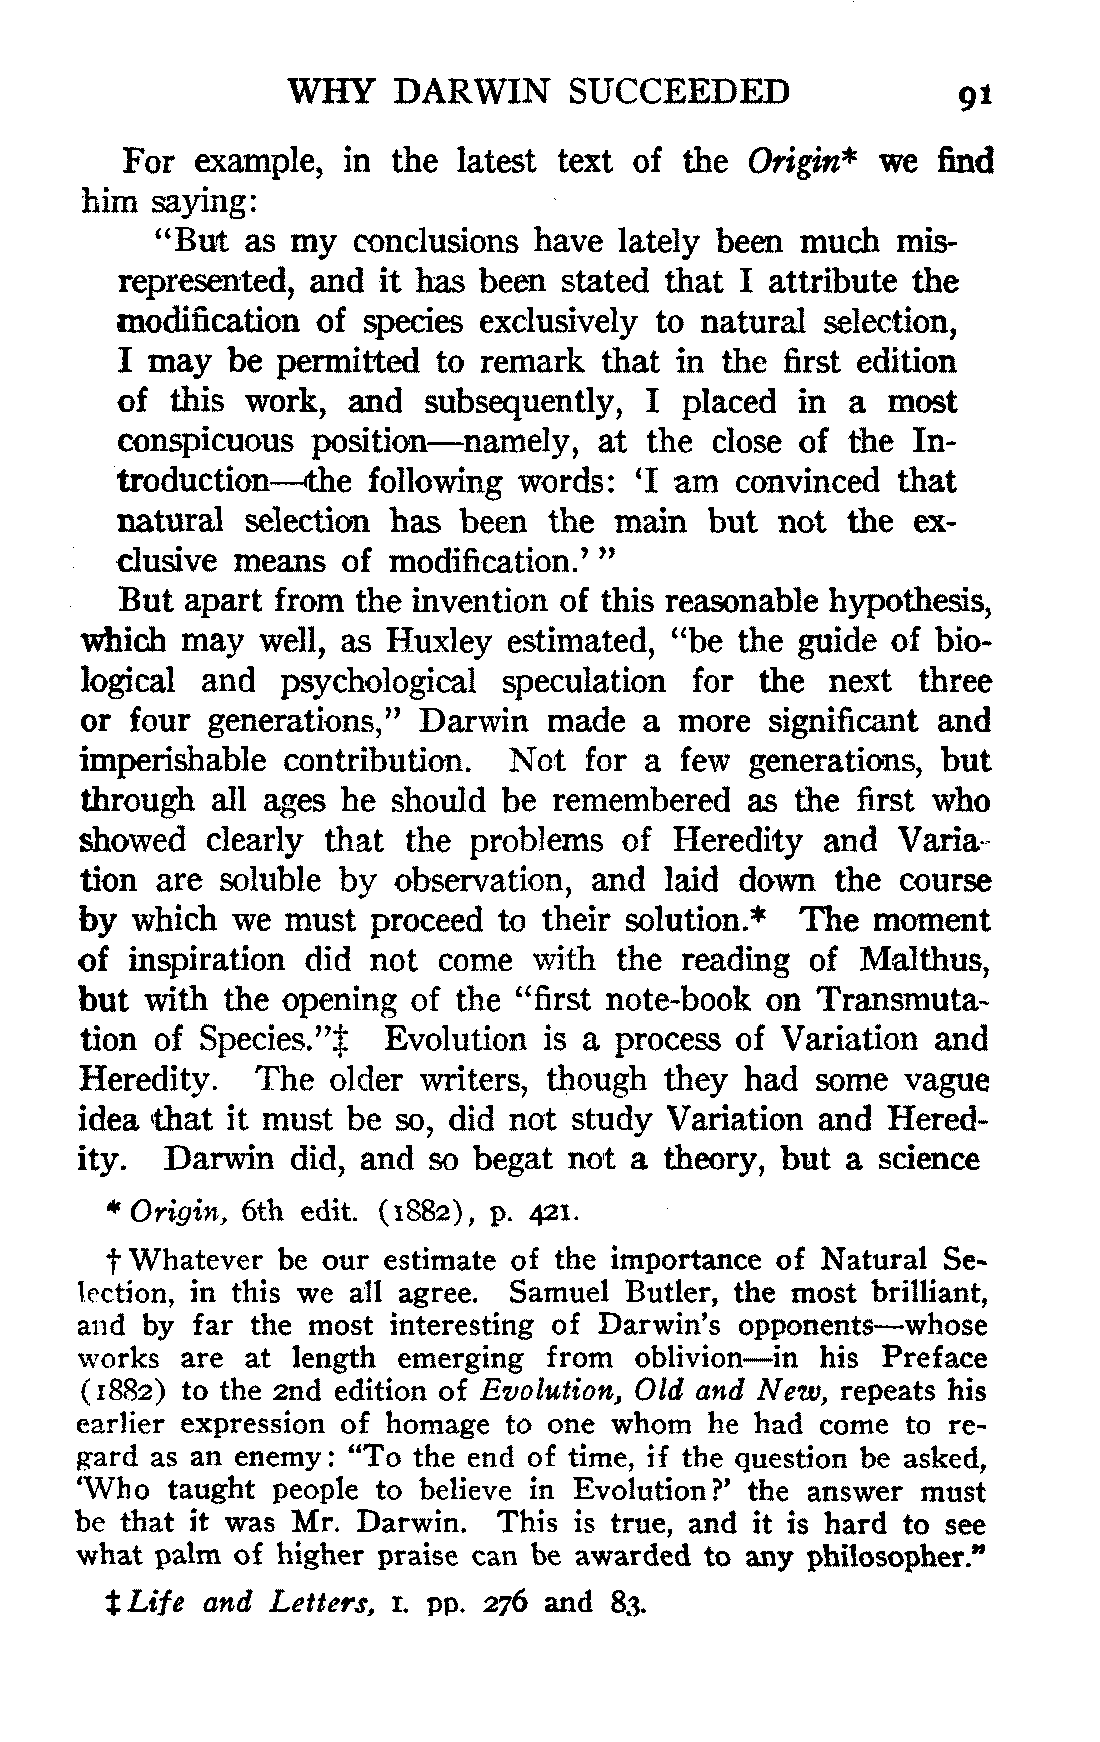 WHY DARWIN SUCCEEDED 91
For example, in the latest text of the Origin* we find
him saying:
"But as my conclusions have lately been much mis-
represented, and it has been stated that I attribute the
modification of species exclusively to natural selection,
I may be permitted to remark that in the first edition
of this work, and subsequently, I placed in a most
conspicuous position—namely, at the close of the In-
troduction—the following words: 'I am convinced that
natural selection has been the main but not the ex-
clusive means of modification.' "
But apart from the invention of this reasonable hypothesis,
which may well, as Huxley estimated, "be the guide of bio-
logical and psychological speculation for the next three
or four generations," Darwin made a more significant and
imperishable contribution. Not for a few generations, but
through all ages he should be remembered as the first who
showed clearly that the problems of Heredity and Varia-
tion are soluble by observation, and laid down the course
by which we must proceed to their solution.* The moment
of inspiration did not come with the reading of Malthus,
but with the opening of the "first note-book on Transmuta-
tion of Species."‡ Evolution is a process of Variation and
Heredity. The older writers, though they had some vague
idea that it must be so, did not study Variation and Hered-
ity. Darwin did, and so begat not a theory, but a science
* Origin, 6th edit. (1882), p. 421.
† Whatever be our estimate of the importance of Natural Se-
lection, in this we all agree. Samuel Butler, the most brilliant,
and by far the most interesting of Darwin's opponents—whose
works are at length emerging from oblivion—in his Preface
(1882) to the 2nd edition of Evolution, Old and New, repeats his
earlier expression of homage to one whom he had come to re-
gard as an enemy: "To the end of time, if the question be asked,
'Who taught people to believe in Evolution?' the answer must
be that it was Mr. Darwin. This is true, and it is hard to see
what palm of higher praise can be awarded to any philosopher."
‡ Life and Letters, I. pp. 276 and 83.